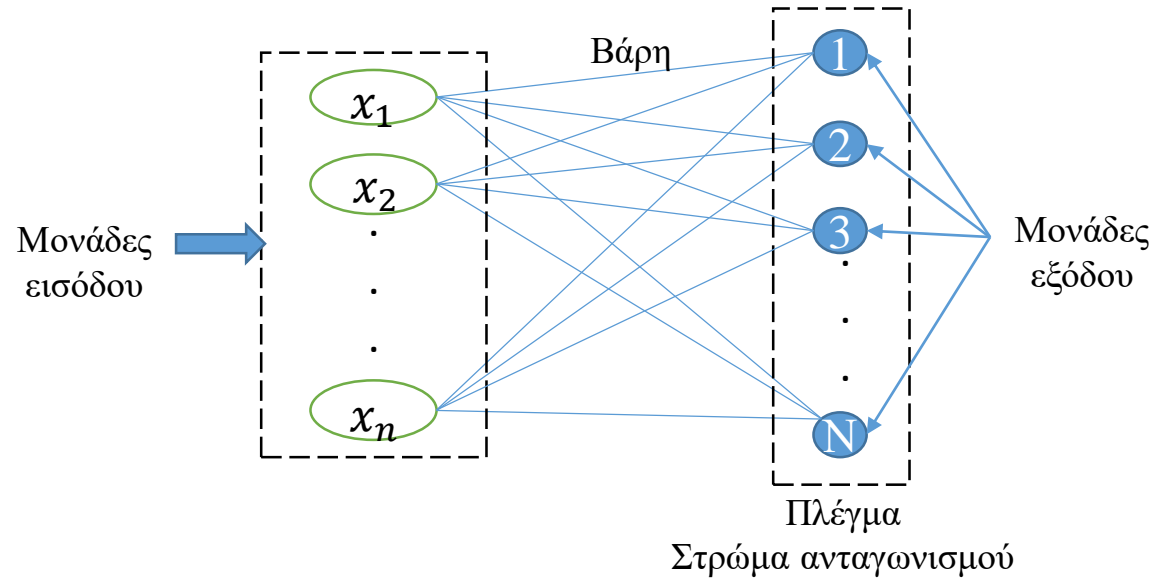 Μονάδες
εισόδου
x₁
x₂
xₙ
Βάρη
1
2
3
N
Πλέγμα
Στρώμα ανταγωνισμού
Μονάδες
εξόδου